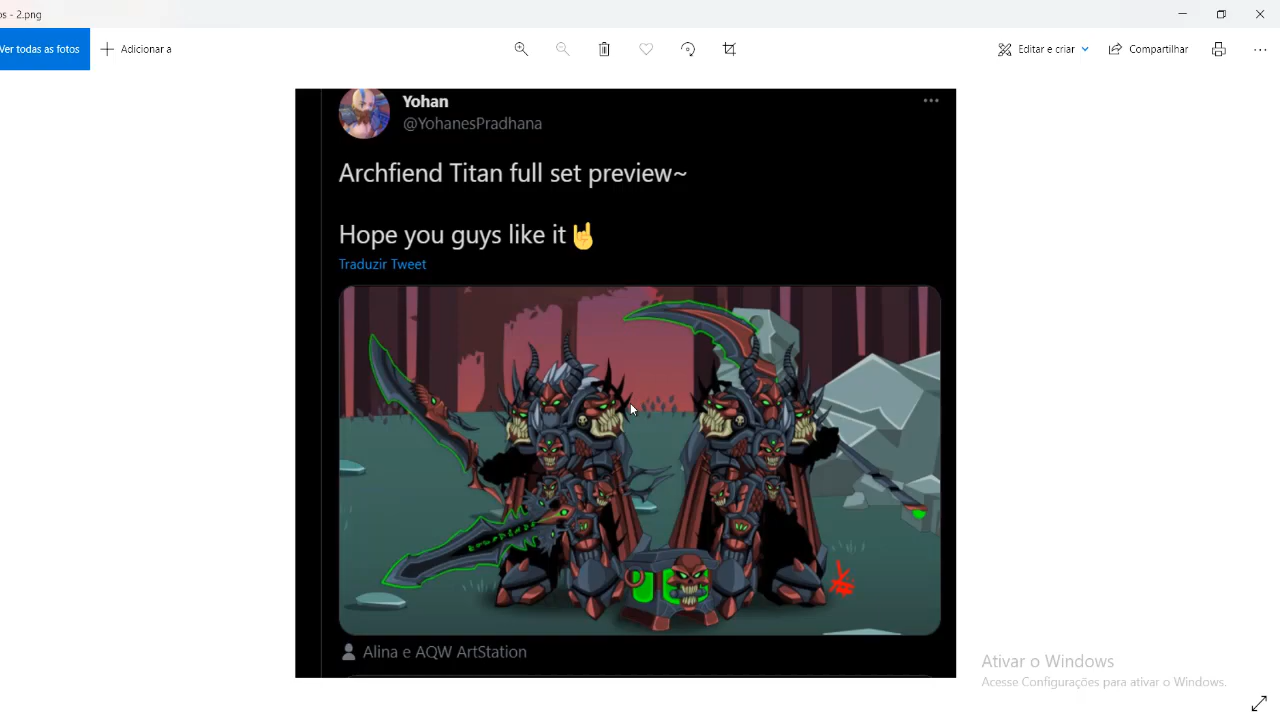 s - 2.png
Ver todas as fotos
Adicionar a
Editar e criar
Compartilhar
Yohan
@YohanesPradhana
Archfiend Titan full set preview~
Hope you guys like it🤘
Traduzir Tweet
Alina e AQW ArtStation
Ativar o Windows
Acesse Configurações para ativar o Windows.